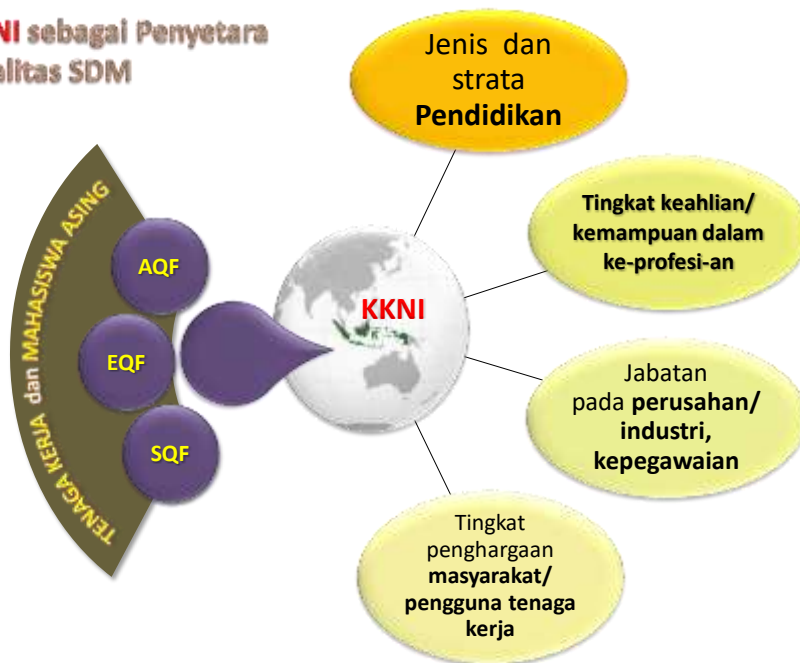 NI sebagai Penyetara
litas SDM
Jenis dan
strata
Pendidikan
Tingkat keahlian/
kemampuan dalam
ke-profesi-an
TENAGA KERJA dan MAHASISWA ASING
AQF
EQF
SQF
KKNI
Jabatan
pada perusahan/
industri,
kepegawaian
Tingkat
penghargaan
masyarakat/
pengguna tenaga
kerja